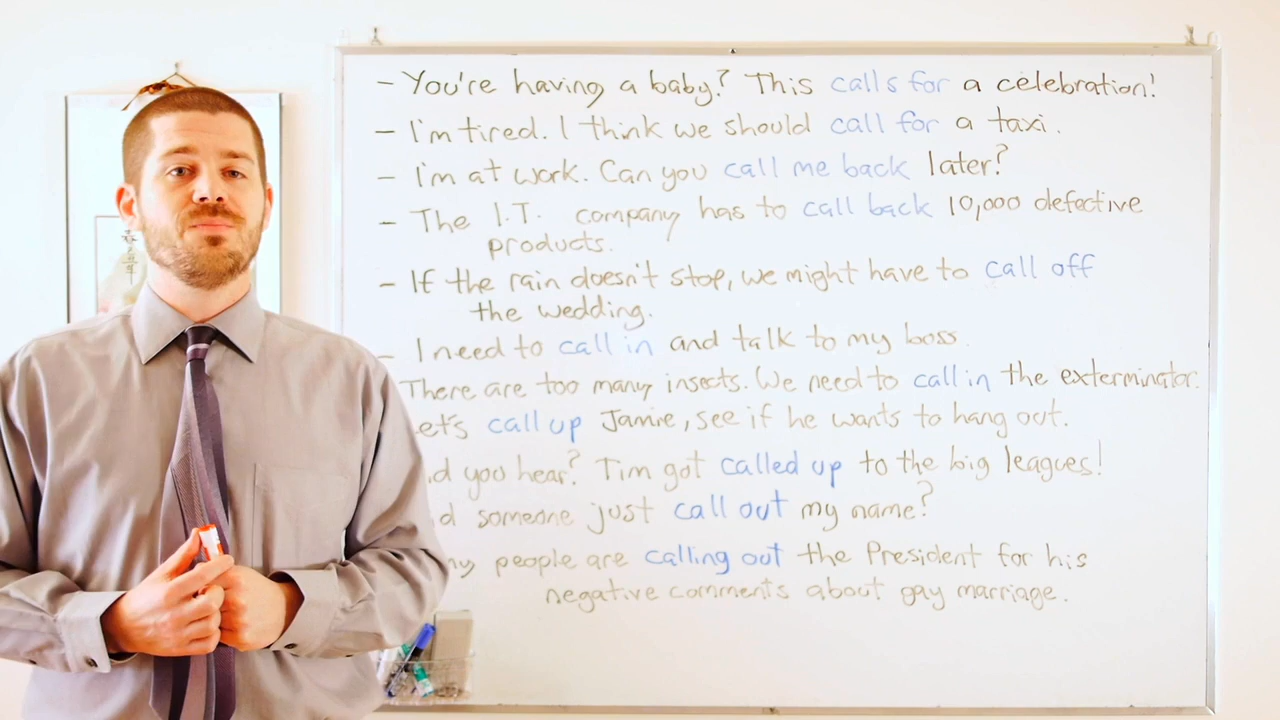 - You're having a baby? This calls for a celebration!
- I'm tired. I think we should call for a taxi.
- I'm at work. Can you call me back later?
- The I.T. company has to call back 10,000 defective
products.
- If the rain doesn't stop, we might have to call off
the wedding.
- I need to call in and talk to my boss.
There are too many insects. We need to call in the exterminator.
et's call up Jamie, see if he wants to hang out.
d you hear? Tim got called up to the big leagues!
d someone just call out my name?
ny people are calling out the President for his
negative comments about gay marriage.